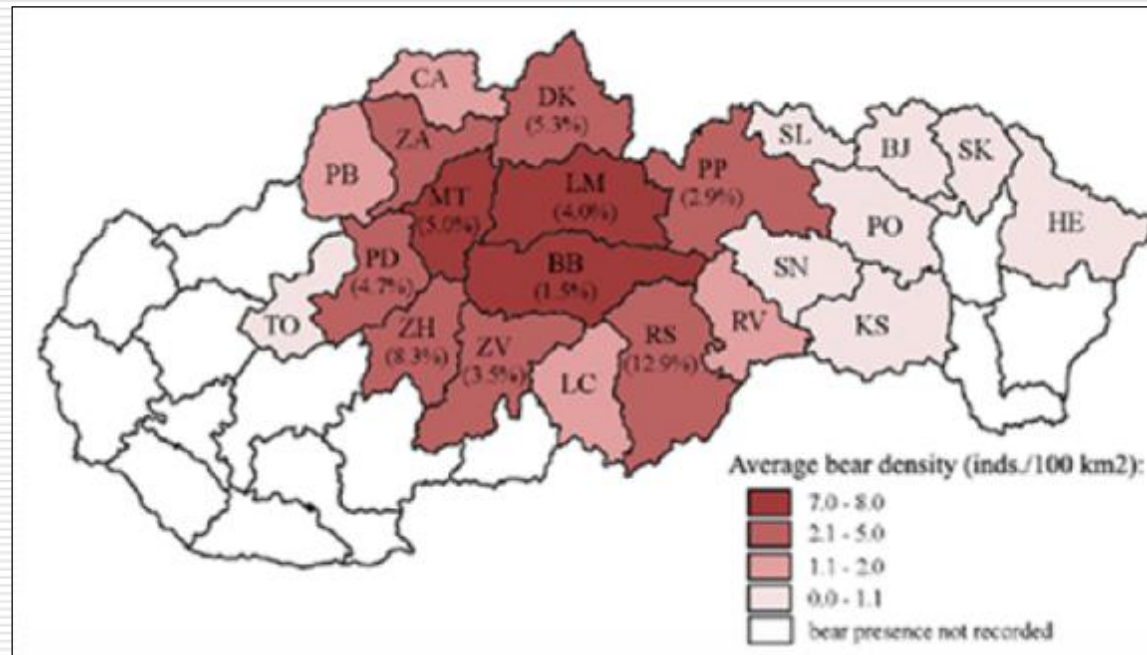 CA
DK
(5.3%)
ZA
SL
BJ
SK
PB
PP
(2.9%)
MT
(5.0%)
LM
(4.0%)
PO
HE
PD
(4.7%)
BB
(1.5%)
SN
TO
ZH
(8.3%)
ZV
(3.5%)
RS
(12.9%)
RV
KS
LC
Average bear density (inds./100 km2):
7.0 - 8.0
2.1 - 5.0
1.1 - 2.0
0.0 - 1.1
bear presence not recorded